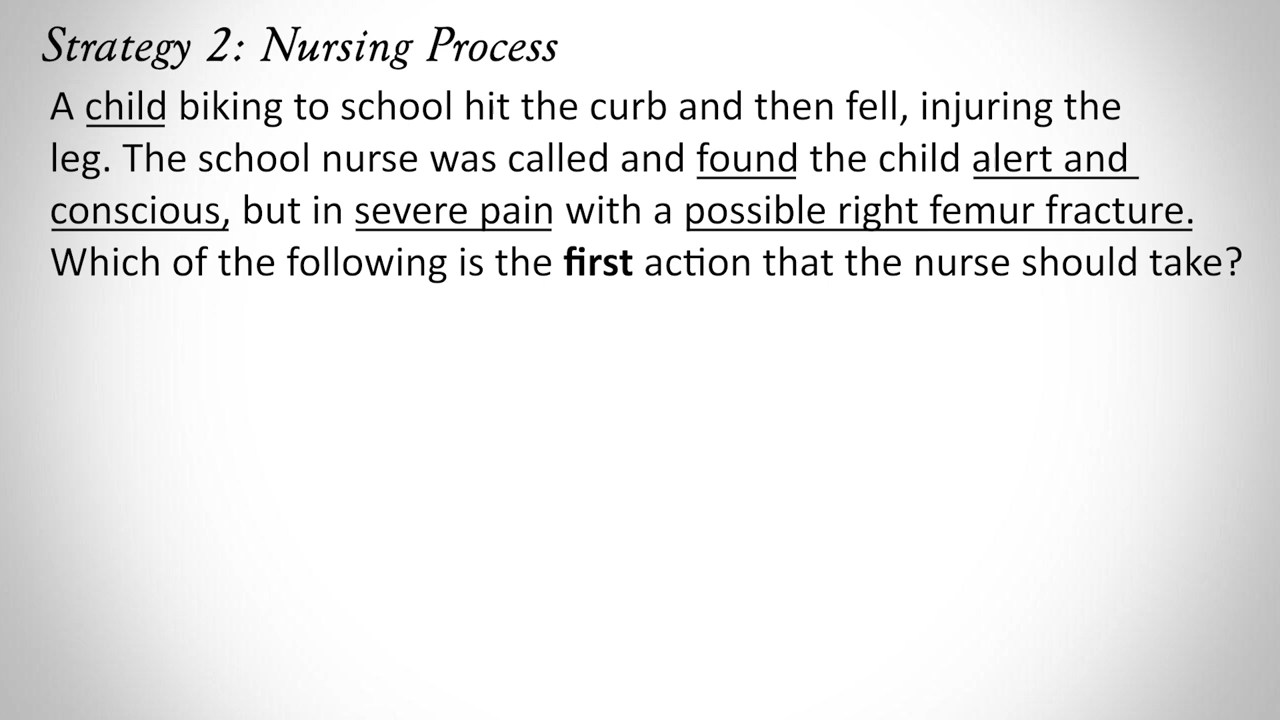 Strategy 2: Nursing Process
A child biking to school hit the curb and then fell, injuring the
leg. The school nurse was called and found the child alert and
conscious, but in severe pain with a possible right femur fracture.
Which of the following is the first action that the nurse should take?